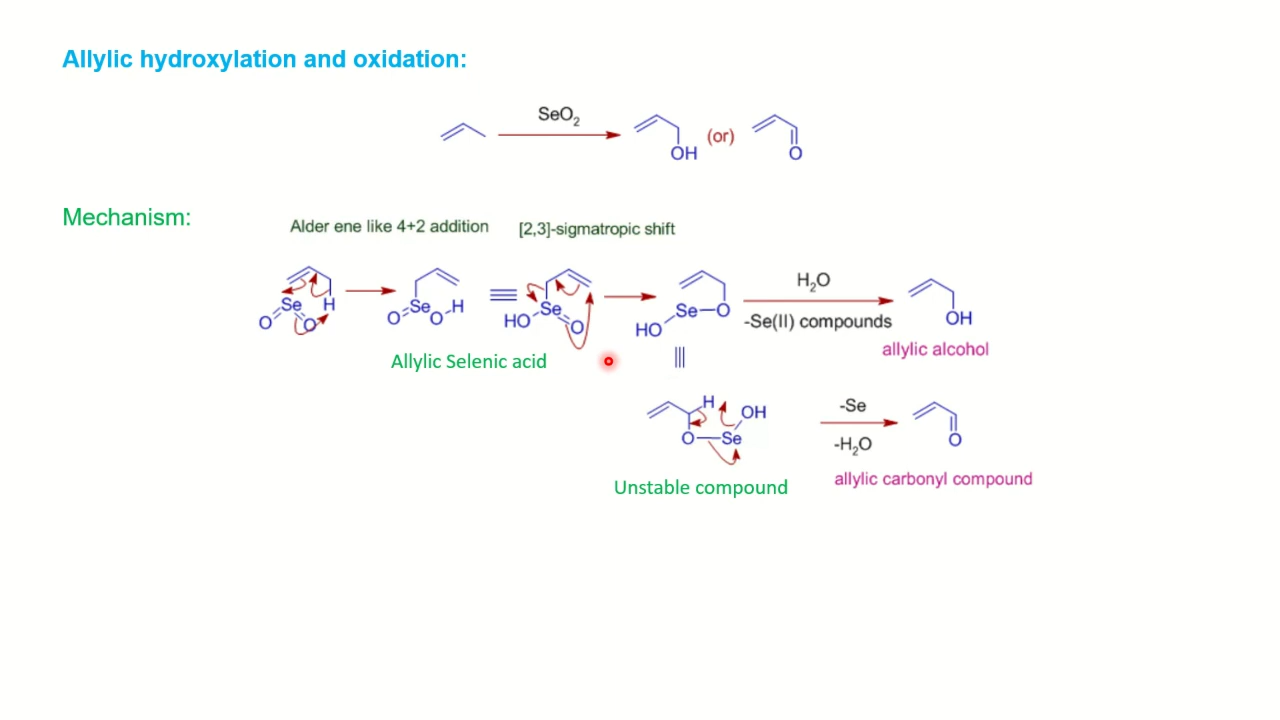 Allylic hydroxylation and oxidation:
SeO2
OH
(or)
O
Mechanism:
Alder ene like 4+2 addition
[2,3]-sigmatropic shift
Se
H
O
O
Se
H
O
O
Se
HO
O
Se
O
HO
H2O
-Se(II) compounds
OH
allylic alcohol
Allylic Selenic acid
H
OH
O
Se
-Se
-H2O
O
allylic carbonyl compound
Unstable compound